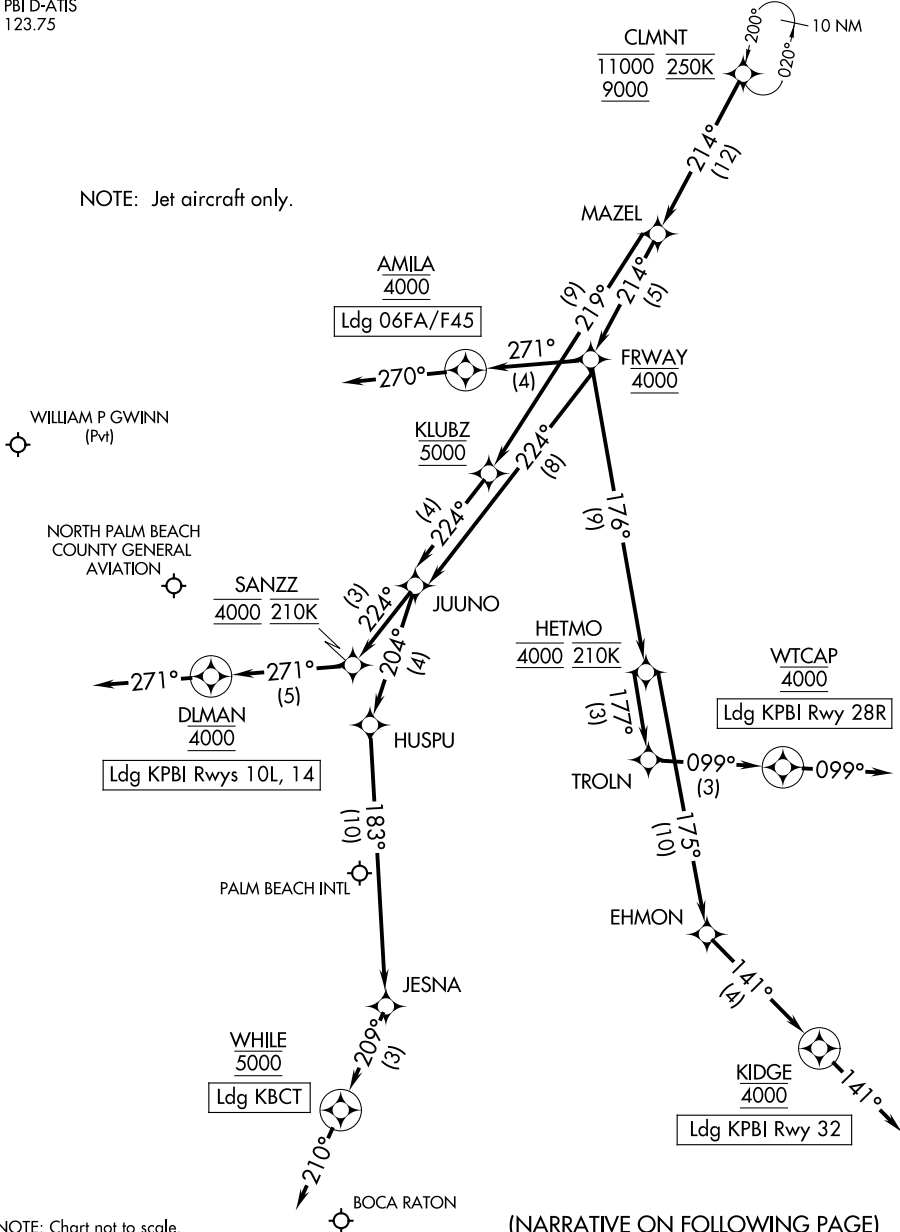 PBI D-ATIS
123.75
10 NM
200°
020°
CLMNT
11000 250K
9000
214°
(12)
NOTE: Jet aircraft only.
MAZEL
AMILA
4000
Ldg 06FA/F45
(9)
219°
214°
(5)
271°
(4)
270°
FRWAY
4000
WILLIAM P GWINN
(Pvt)
KLUBZ
5000
224°
(8)
(4)
224°
176°
(9)
NORTH PALM BEACH
COUNTY GENERAL
AVIATION
SANZZ
4000 210K
(3)
224°
JUUNO
204°
(4)
HETMO
4000 210K
WTCAP
4000
Ldg KPBI Rwy 28R
271°
271°
(5)
DLMAN
4000
Ldg KPBI Rwys 10L, 14
HUSPU
177°
(3)
TROLN
099°
(3)
099°
183°
(10)
175°
(10)
PALM BEACH INTL
EHMON
141°
(4)
JESNA
209°
(3)
WHILE
5000
Ldg KBCT
KIDGE
4000
Ldg KPBI Rwy 32
141°
210°
BOCA RATON
NOTE: Chart not to scale.
(NARRATIVE ON FOLLOWING PAGE)